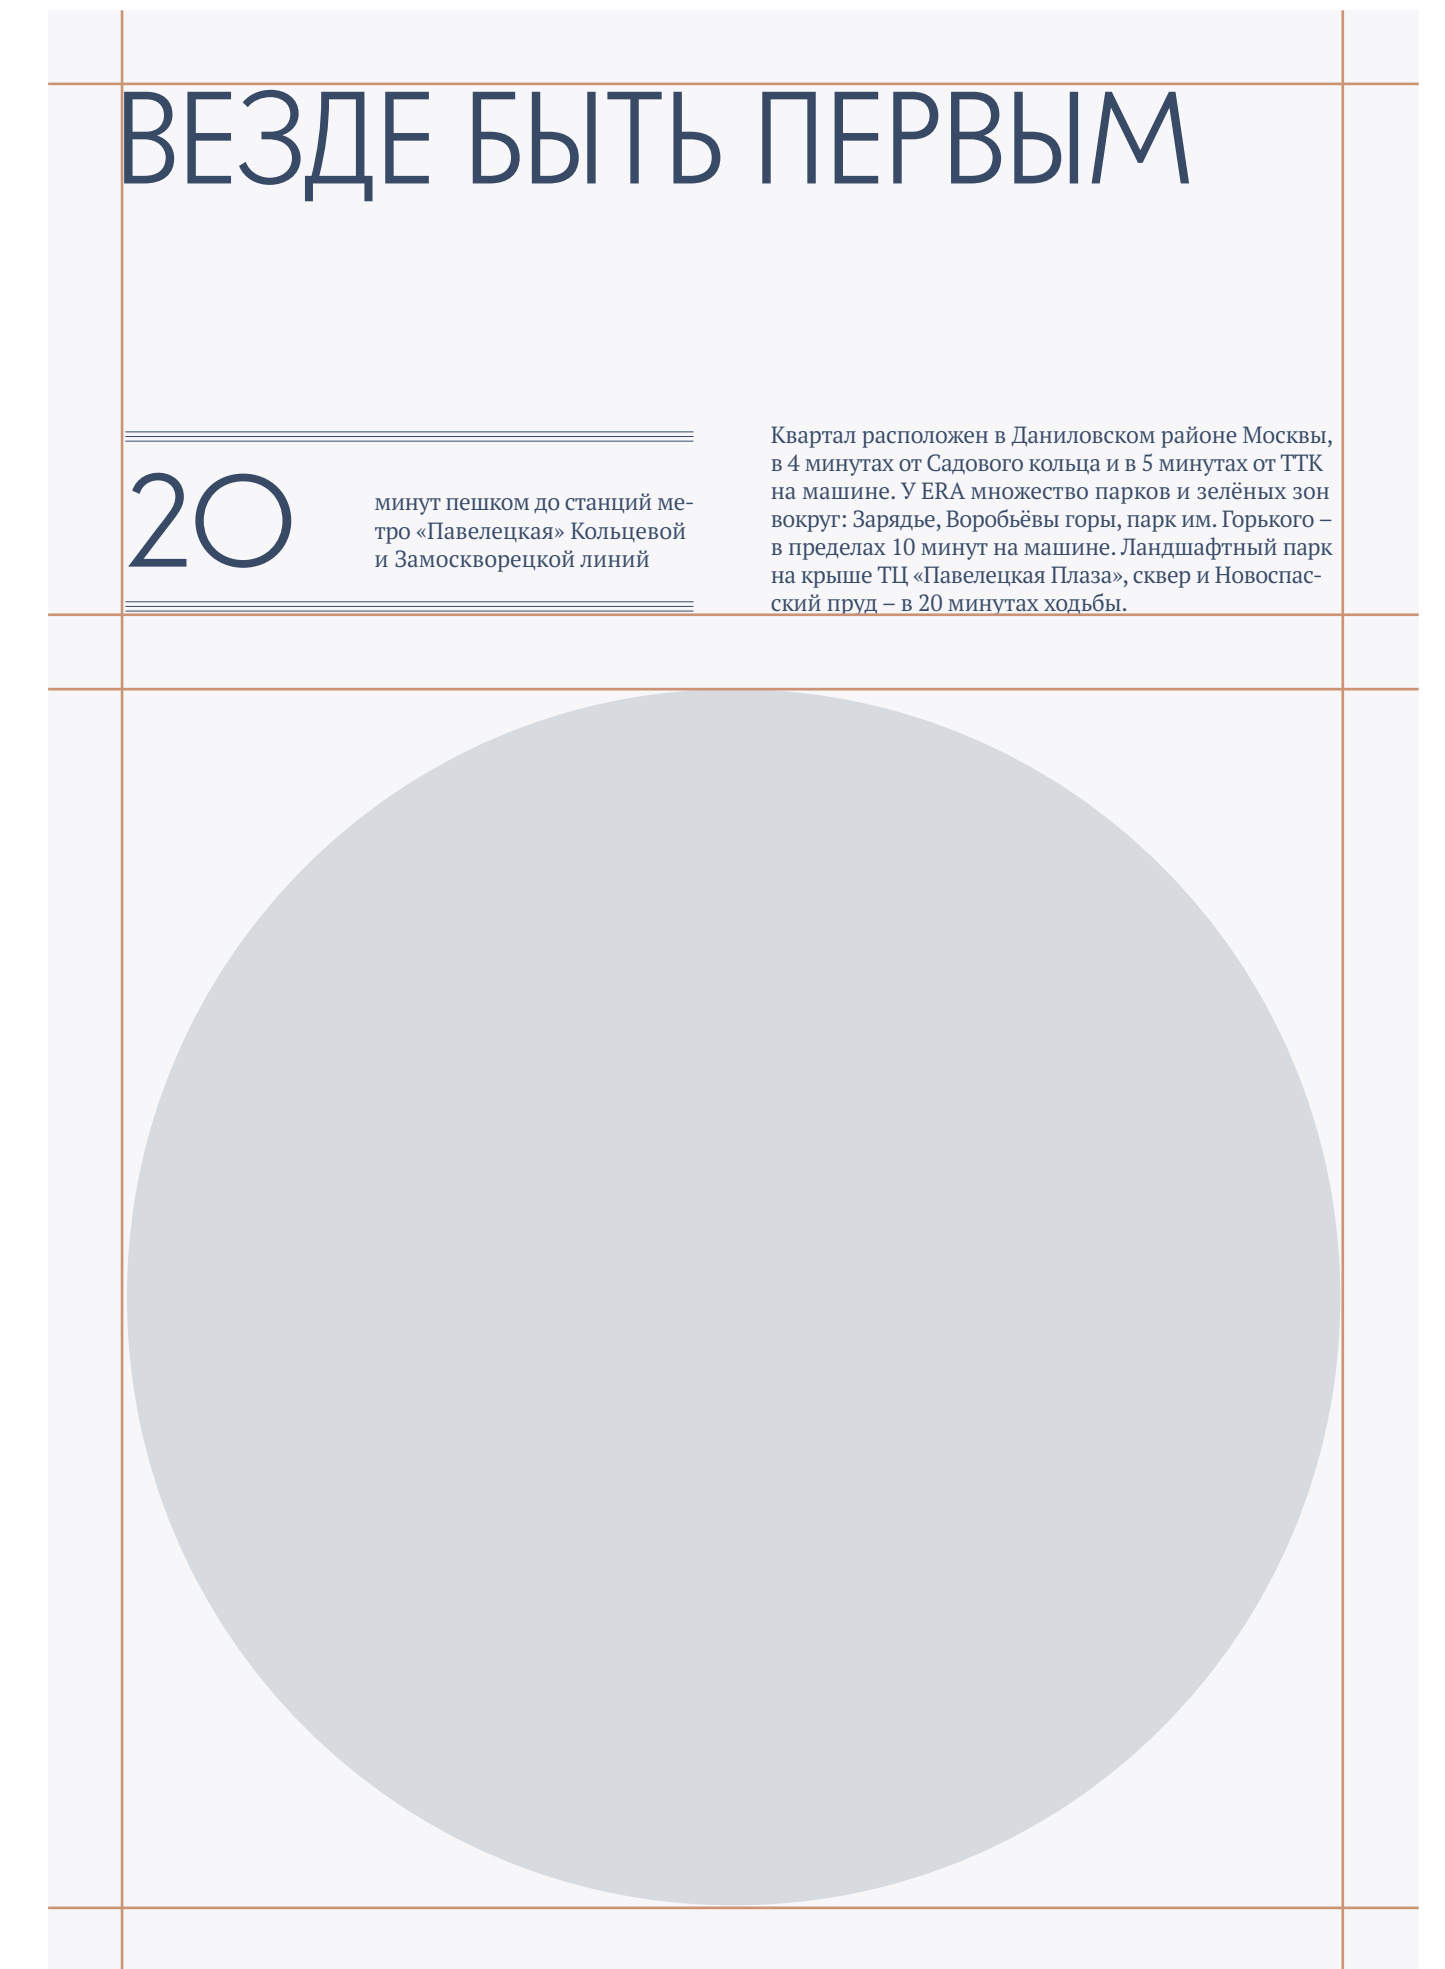 ВЕЗДЕ БЫТЬ ПЕРВЫМ
20
минут пешком до станций ме-
тро «Павелецкая» Кольцевой
и Замоскворецкой линий
Квартал расположен в Даниловском районе Москвы,
в 4 минутах от Садового кольца и в 5 минутах от ТТК
на машине. У ERA множество парков и зелёных зон
вокруг: Зарядье, Воробьёвы горы, парк им. Горького –
в пределах 10 минут на машине. Ландшафтный парк
на крыше ТЦ «Павелецкая Плаза», сквер и Новоспас-
ский пруд – в 20 минутах ходьбы.